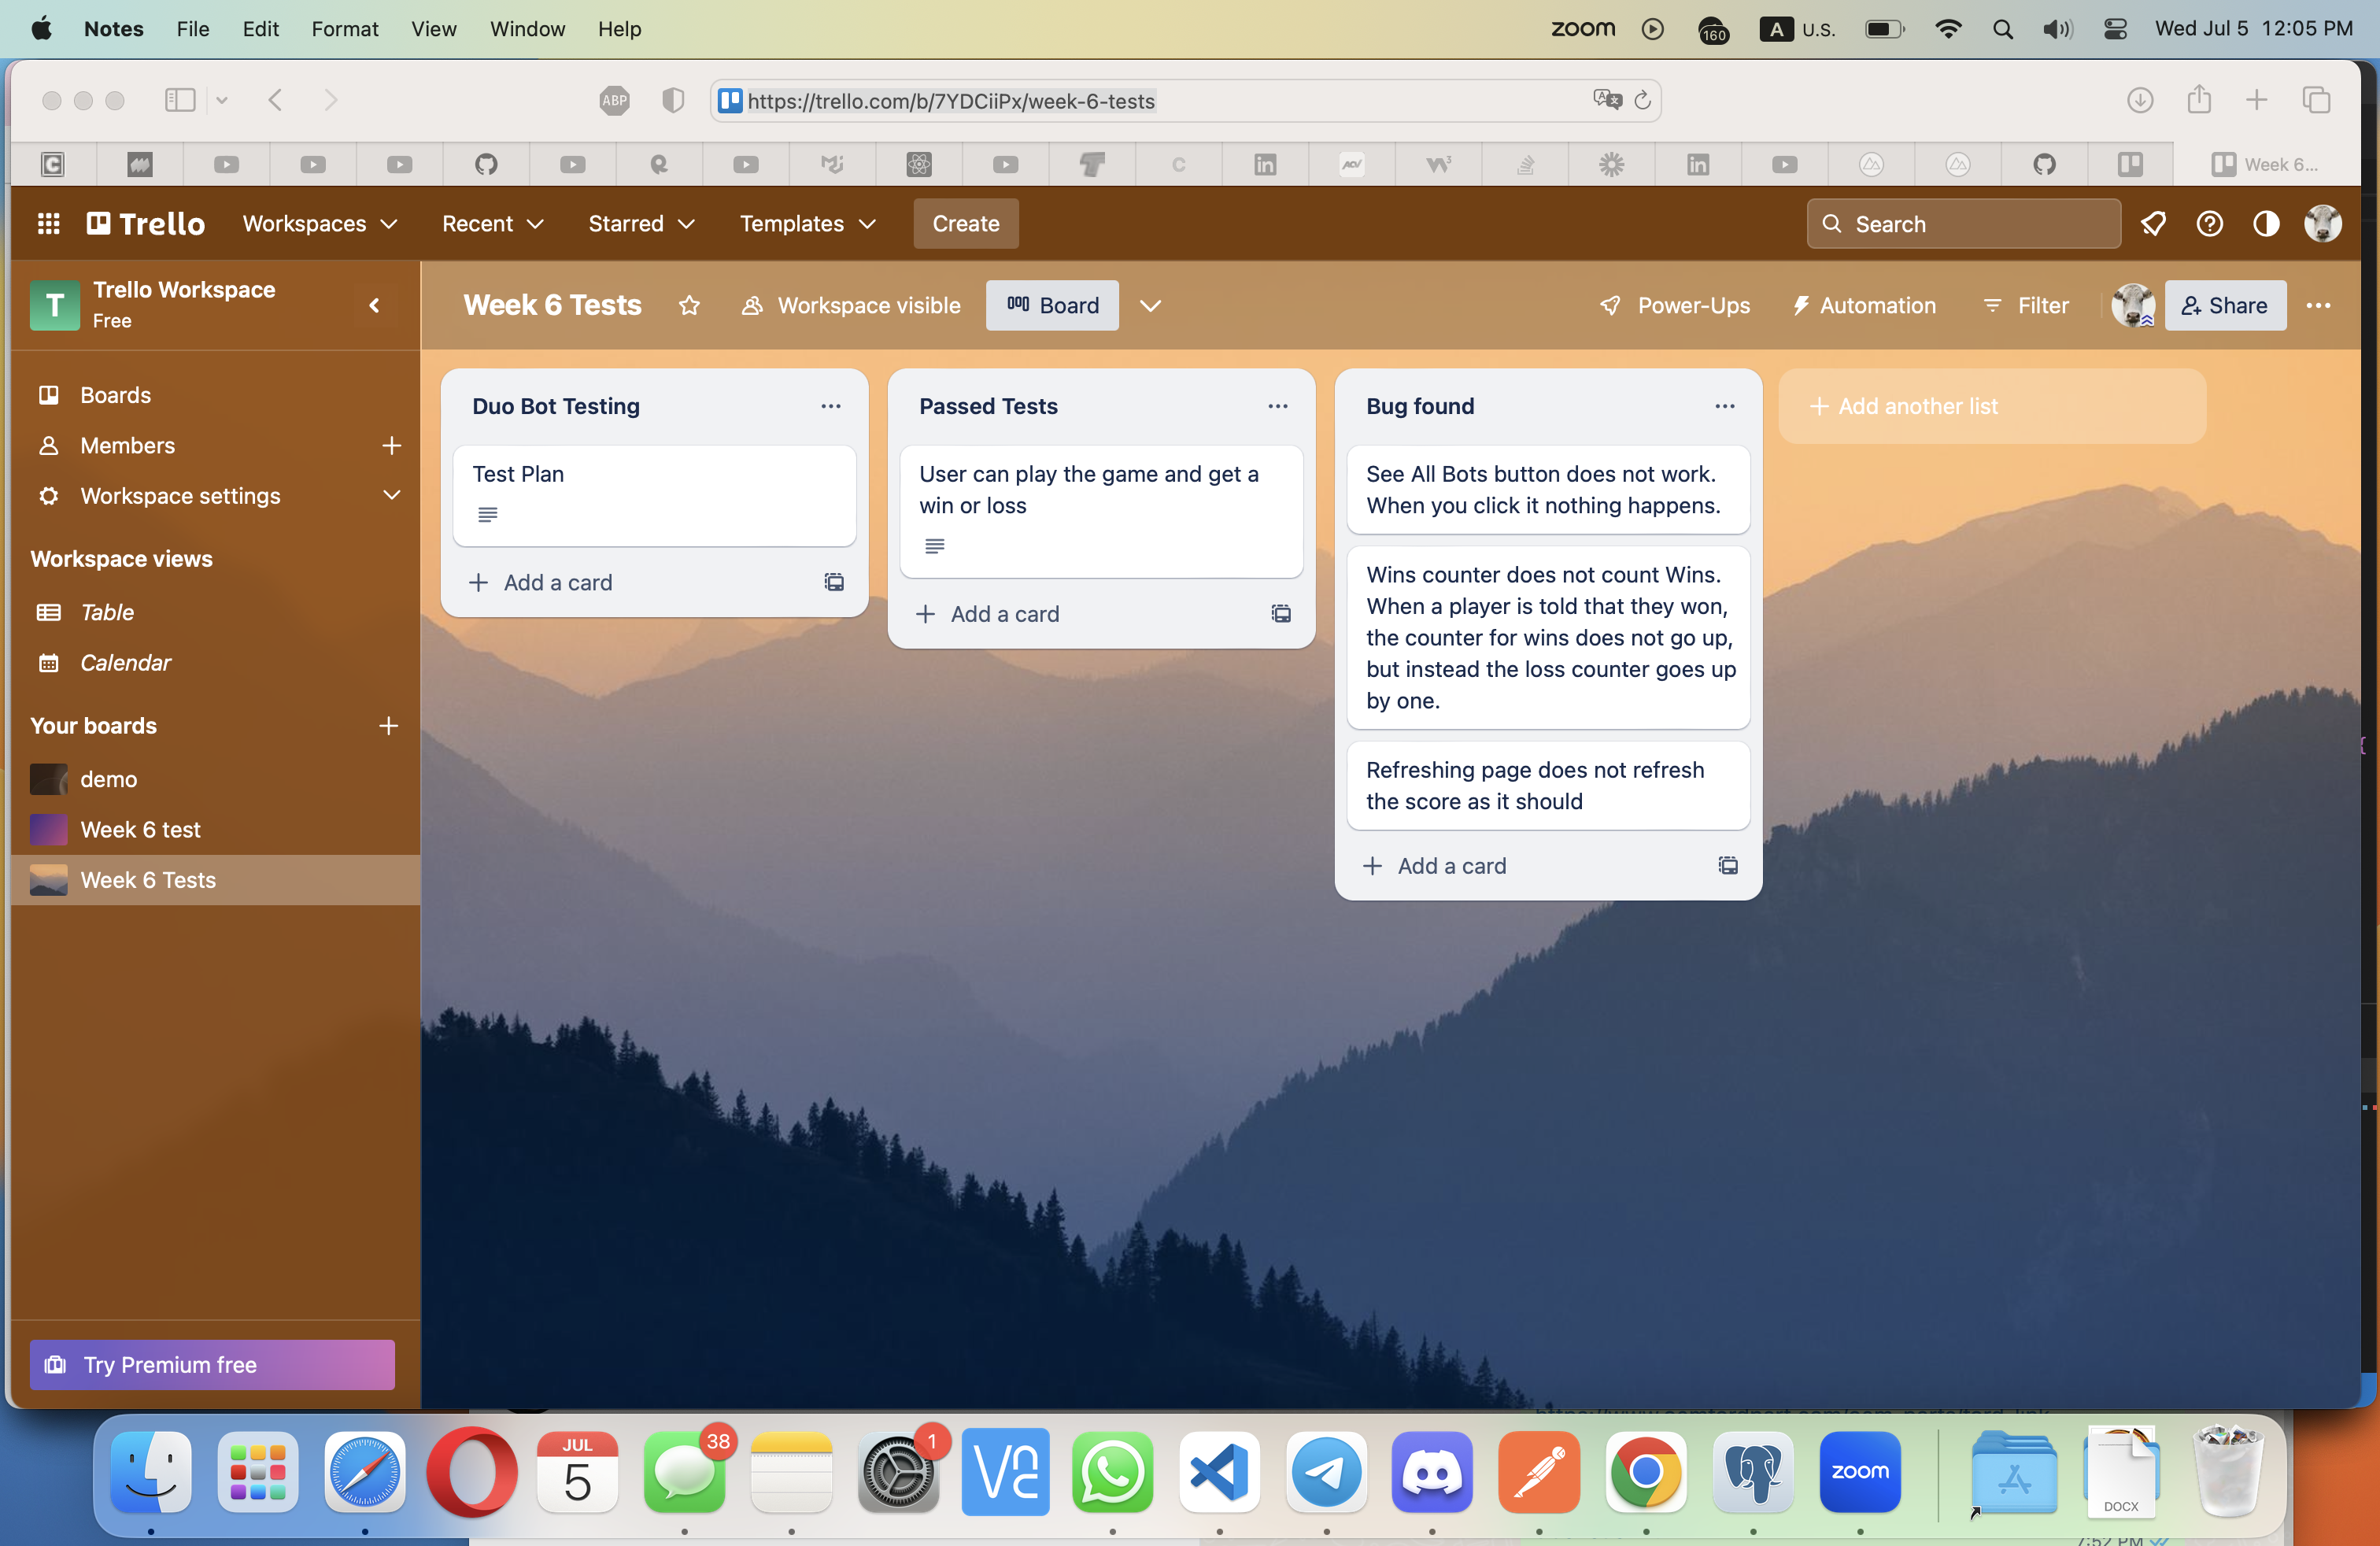 Notes File Edit Format View Window Help
zoom 160 A U.S. Wed Jul 5 12:05 PM
ABP https://trello.com/b/7YDCiiPx/week-6-tests
Week 6...
Trello Workspaces Recent Starred Templates Create Search
T Trello Workspace
Free
Week 6 Tests Workspace visible Board Power-Ups Automation Filter Share
Boards
Members
Workspace settings
Workspace views
Table
Calendar
Your boards
demo
Week 6 test
Week 6 Tests
Try Premium free
Duo Bot Testing
Test Plan
Add a card
Passed Tests
User can play the game and get a
win or loss
Add a card
Bug found
See All Bots button does not work.
When you click it nothing happens.
Wins counter does not count Wins.
When a player is told that they won,
the counter for wins does not go up,
but instead the loss counter goes up
by one.
Refreshing page does not refresh
the score as it should
Add a card
Add another list
JUL
5
38
1
zoom
DOCX
7:52 PM